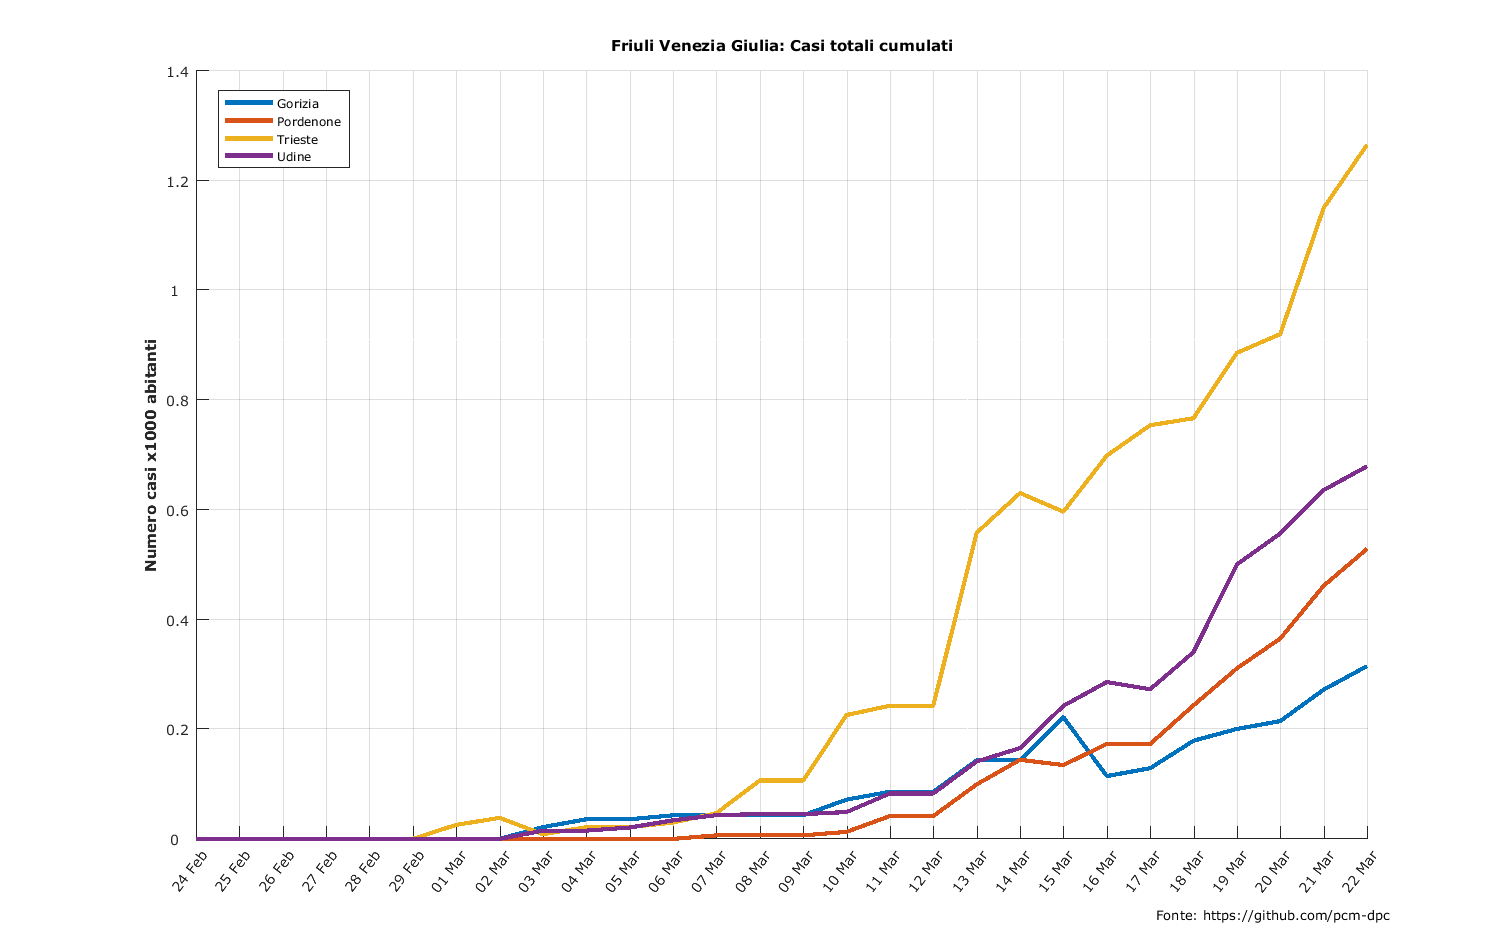 Friuli Venezia Giulia: Casi totali cumulati
1.4
1.2
1
0.8
0.6
0.4
0.2
0
Numero casi x1000 abitanti
Gorizia
Pordenone
Trieste
Udine
24 Feb
25 Feb
26 Feb
27 Feb
28 Feb
29 Feb
01 Mar
02 Mar
03 Mar
04 Mar
05 Mar
06 Mar
07 Mar
08 Mar
09 Mar
10 Mar
11 Mar
12 Mar
13 Mar
14 Mar
15 Mar
16 Mar
17 Mar
18 Mar
19 Mar
20 Mar
21 Mar
22 Mar
Fonte: https://github.com/pcm-dpc